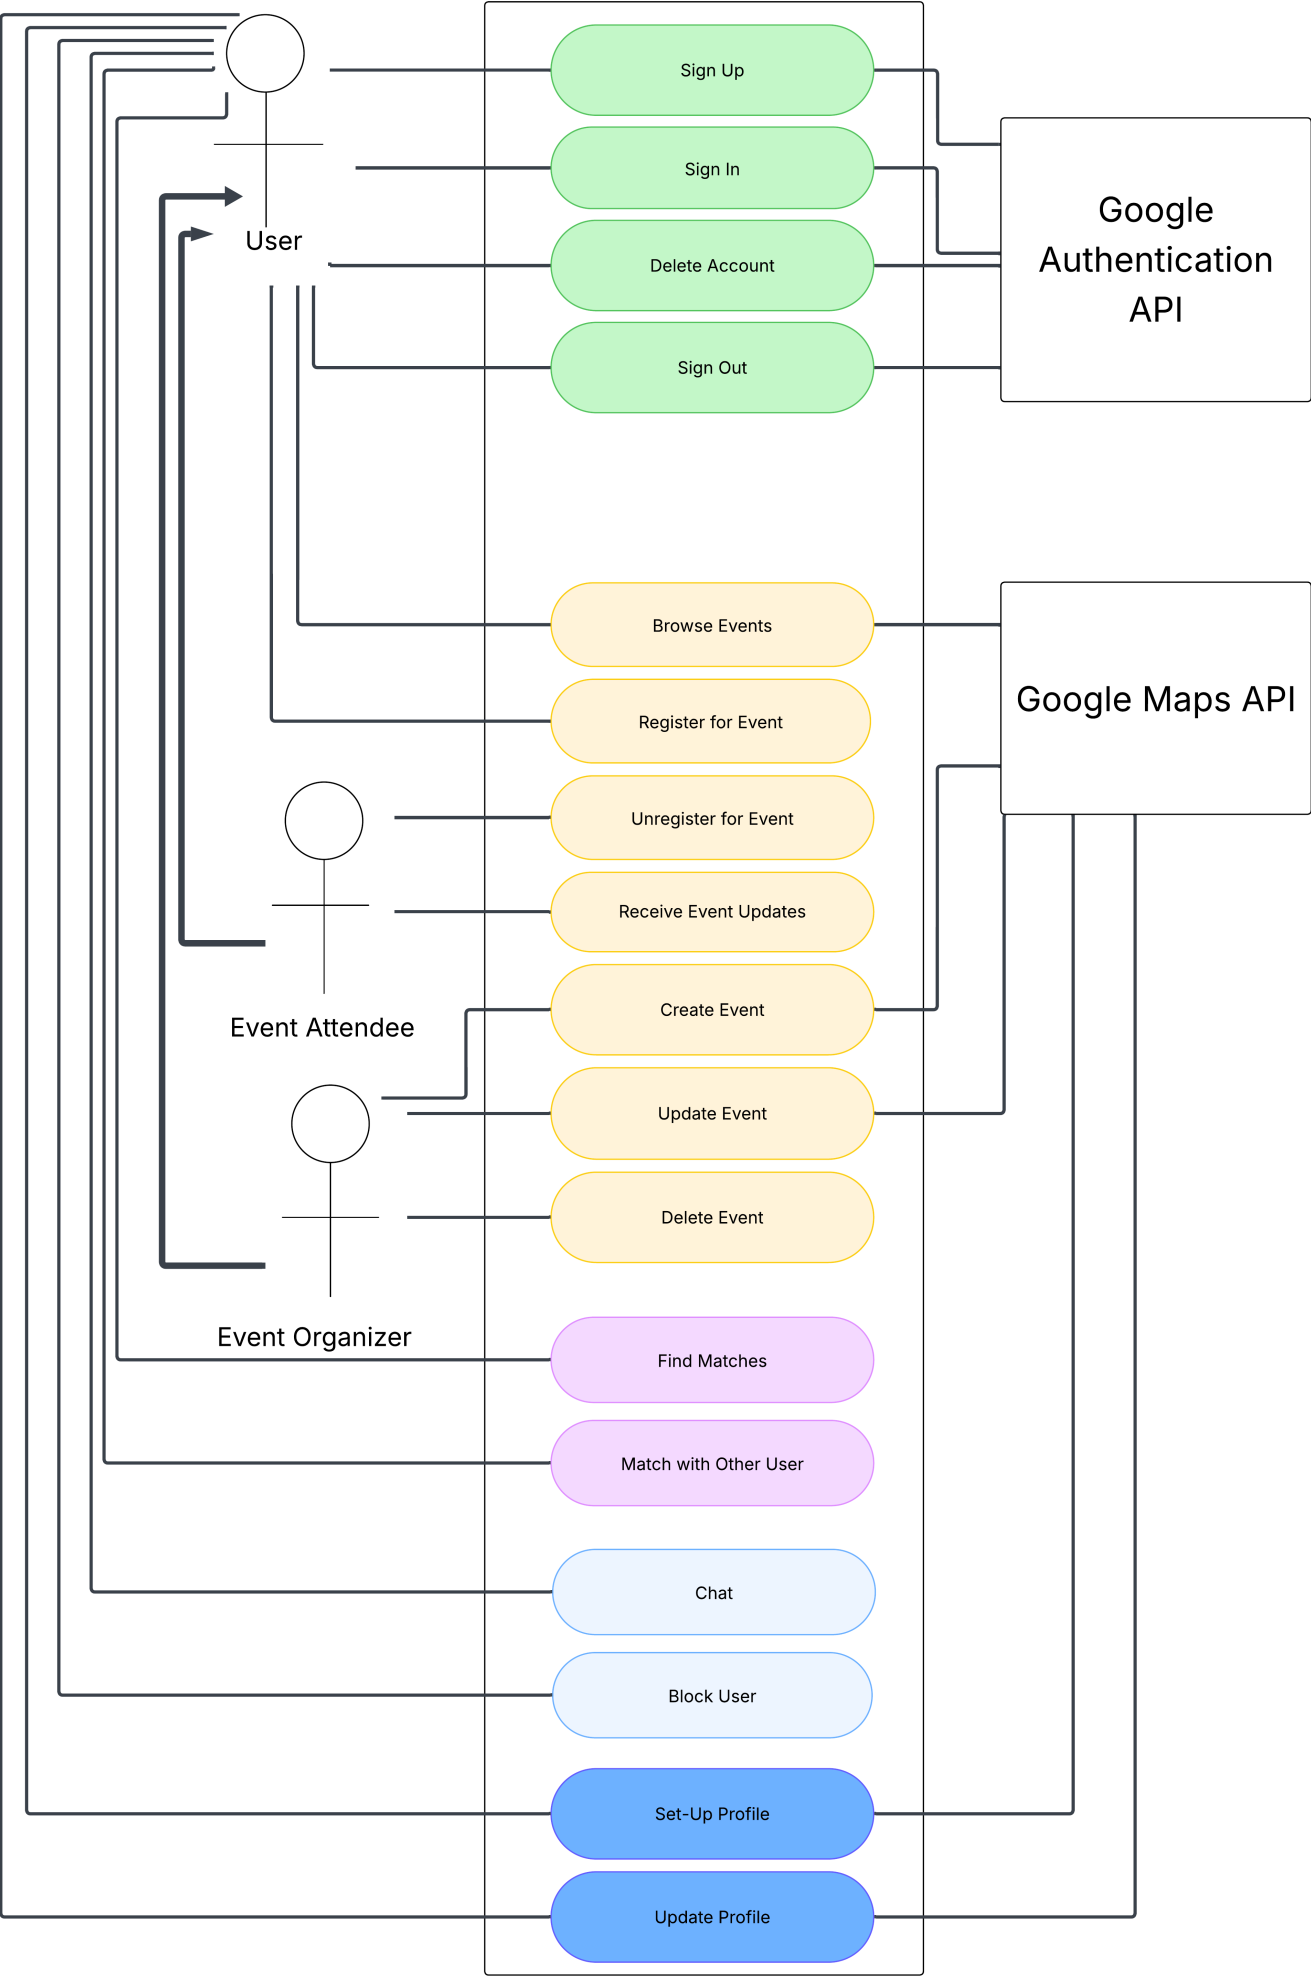 Sign Up
Sign In
Google
Authentication
API
User
Delete Account
Sign Out
Browse Events
Google Maps API
Register for Event
Unregister for Event
Receive Event Updates
Create Event
Event Attendee
Update Event
Delete Event
Event Organizer
Find Matches
Match with Other User
Chat
Block User
Set-Up Profile
Update Profile